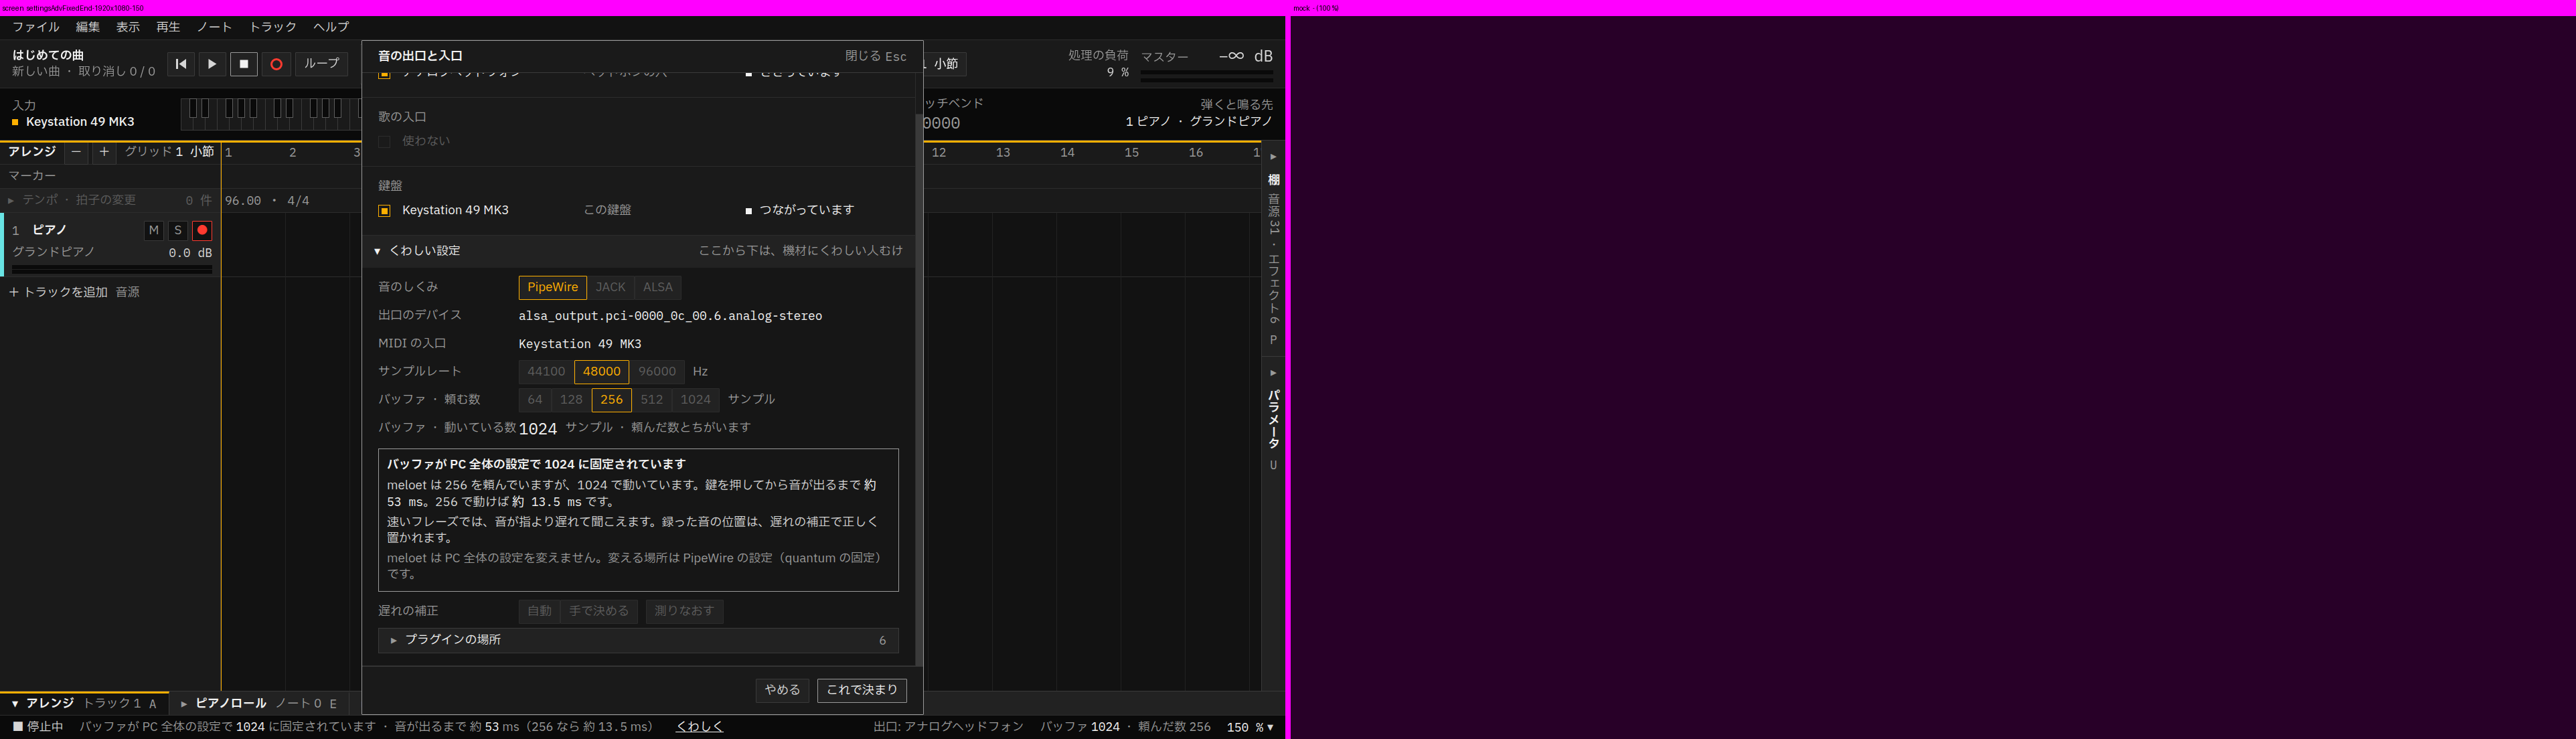 screen settingsAdvFixedEnd-1920x1080-150
mock - (100%)
ファイル 編集 表示 再生 ノート トラック ヘルプ
はじめての曲
新しい曲 ・ 取り消し 0 / 0
ループ
音の出口と入口
閉じる Esc
小節
処理の負荷
9 %
マスター
−∞ dB
入力
Keystation 49 MK3
ッチベンド
0000
弾くと鳴る先
1 ピアノ ・ グランドピアノ
アレンジ − + グリッド 1 小節
1 2 3 12 13 14 15 16 1
マーカー
▸ テンポ ・ 拍子の変更 0 件
96.00 ・ 4/4
1 ピアノ M S
グランドピアノ 0.0 dB
+ トラックを追加 音源
歌の入口
使わない
鍵盤
Keystation 49 MK3 この鍵盤 つながっています
▾ くわしい設定 ここから下は、機材にくわしい人むけ
音のしくみ PipeWire JACK ALSA
出口のデバイス alsa_output.pci-0000_0c_00.6.analog-stereo
MIDI の入口 Keystation 49 MK3
サンプルレート 44100 48000 96000 Hz
バッファ ・ 頼む数 64 128 256 512 1024 サンプル
バッファ ・ 動いている数 1024 サンプル ・ 頼んだ数とちがいます
バッファが PC 全体の設定で 1024 に固定されています
meloet は 256 を頼んでいますが、1024 で動いています。鍵を押してから音が出るまで 約
53 ms。256 で動けば 約 13.5 ms です。
速いフレーズでは、音が指より遅れて聞こえます。録った音の位置は、遅れの補正で正しく
置かれます。
meloet は PC 全体の設定を変えません。変える場所は PipeWire の設定（quantum の固定）
です。
遅れの補正 自動 手で決める 測りなおす
▸ プラグインの場所 6
やめる これで決まり
▸ 棚 音源 31 ・ エフェクト 6 P
▸ パラメータ U
▾ アレンジ トラック 1 A
▸ ピアノロール ノート 0 E
停止中 バッファが PC 全体の設定で 1024 に固定されています ・ 音が出るまで 約 53 ms（256 なら 約 13.5 ms） くわしく
出口: アナログヘッドフォン バッファ 1024 ・ 頼んだ数 256 150 % ▾